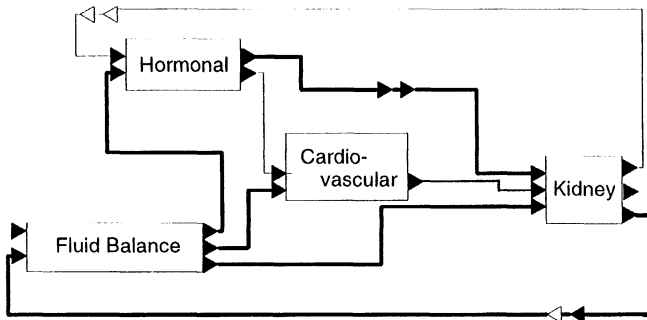 Hormonal
Cardio-
vascular
Kidney
Fluid Balance